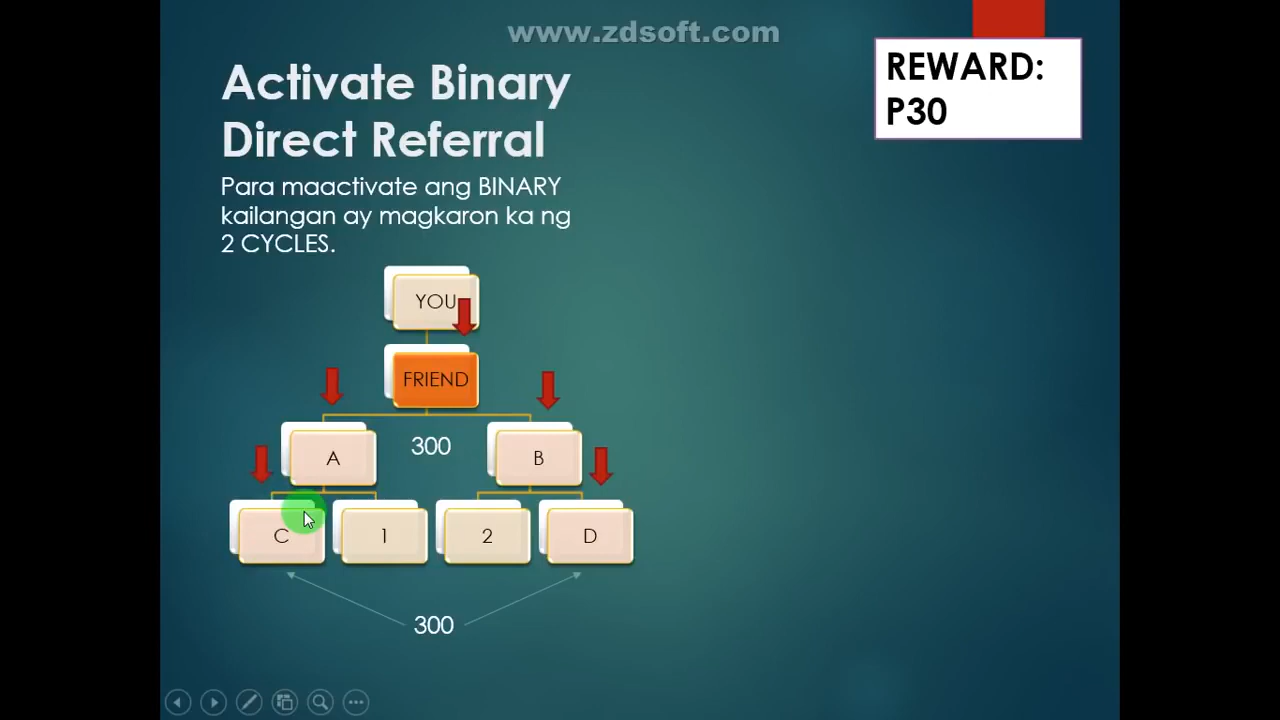 www.zdsoft.com
REWARD:
P30
Activate Binary
Direct Referral
Para maactivate ang BINARY
kailangan ay magkaron ka ng
2 CYCLES.
YOU
FRIEND
A
300
B
C
1
2
D
300